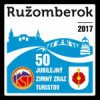 Ružomberok
2017
50
JUBILEJNÝ
ZIMNÝ ZRAZ
TURISTOV